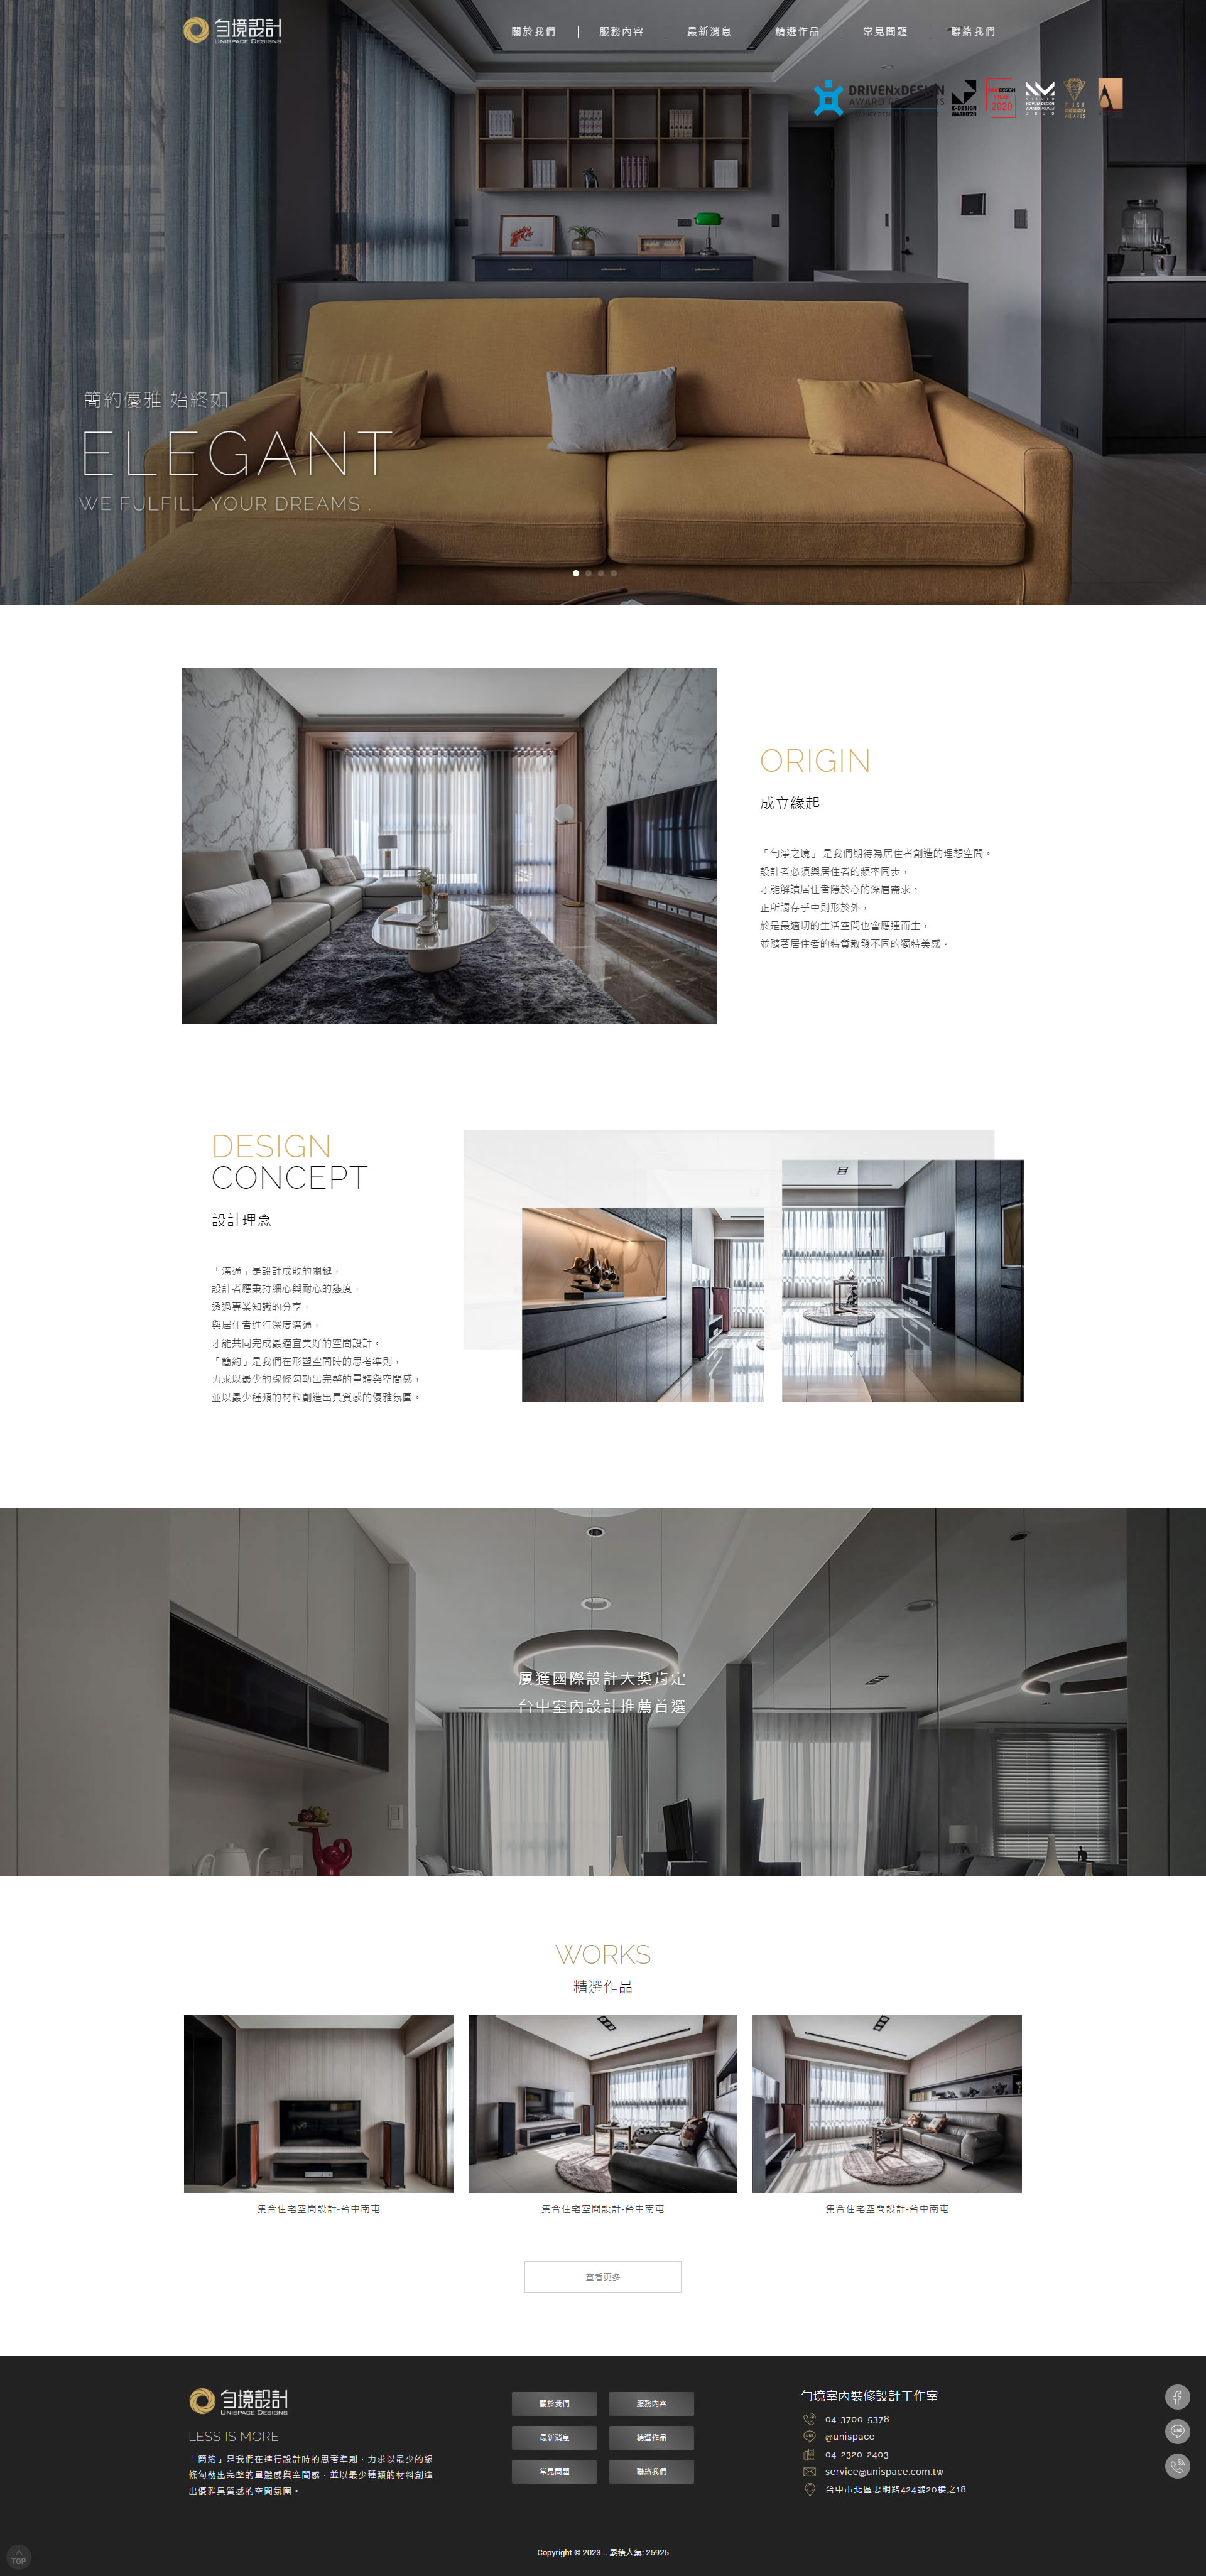 勻境設計
UNISPACE DESIGNS
關於我們
服務內容
最新消息
精選作品
常見問題
聯絡我們
DRIVENxDESIGN
K-DESIGN
AWARD'20
2020
MUSE
簡約優雅 始終如一
ELEGANT
WE FULFILL YOUR DREAMS .
ORIGIN
成立緣起
「勻淨之境」 是我們期待為居住者創造的理想空間。
設計者必須與居住者的頻率同步，
才能解讀居住者隱於心的深層需求。
正所謂存乎中則形於外，
於是最適切的生活空間也會應運而生，
並隨著居住者的特質散發不同的獨特美感。
DESIGN
CONCEPT
設計理念
「溝通」是設計成敗的關鍵，
設計者應秉持細心與耐心的態度，
透過專業知識的分享，
與居住者進行深度溝通，
才能共同完成最適宜美好的空間設計。
「簡約」是我們在形塑空間時的思考準則，
力求以最少的線條勾勒出完整的量體與空間感，
並以最少種類的材料創造出具質感的優雅氛圍。
屢獲國際設計大獎肯定
台中室內設計推薦首選
WORKS
精選作品
集合住宅空間設計-台中南屯
集合住宅空間設計-台中南屯
集合住宅空間設計-台中南屯
查看更多
勻境設計
UNISPACE DESIGNS
LESS IS MORE
「簡約」是我們在進行設計時的思考準則，力求以最少的線
條勾勒出完整的量體感與空間感，並以最少種類的材料創造
出優雅具質感的空間氛圍。
關於我們
服務內容
最新消息
精選作品
常見問題
聯絡我們
勻境室內裝修設計工作室
04-3700-5378
@unispace
04-2320-2403
service@unispace.com.tw
台中市北區忠明路424號20樓之18
TOP
Copyright © 2023 .. 累積人氣: 25925